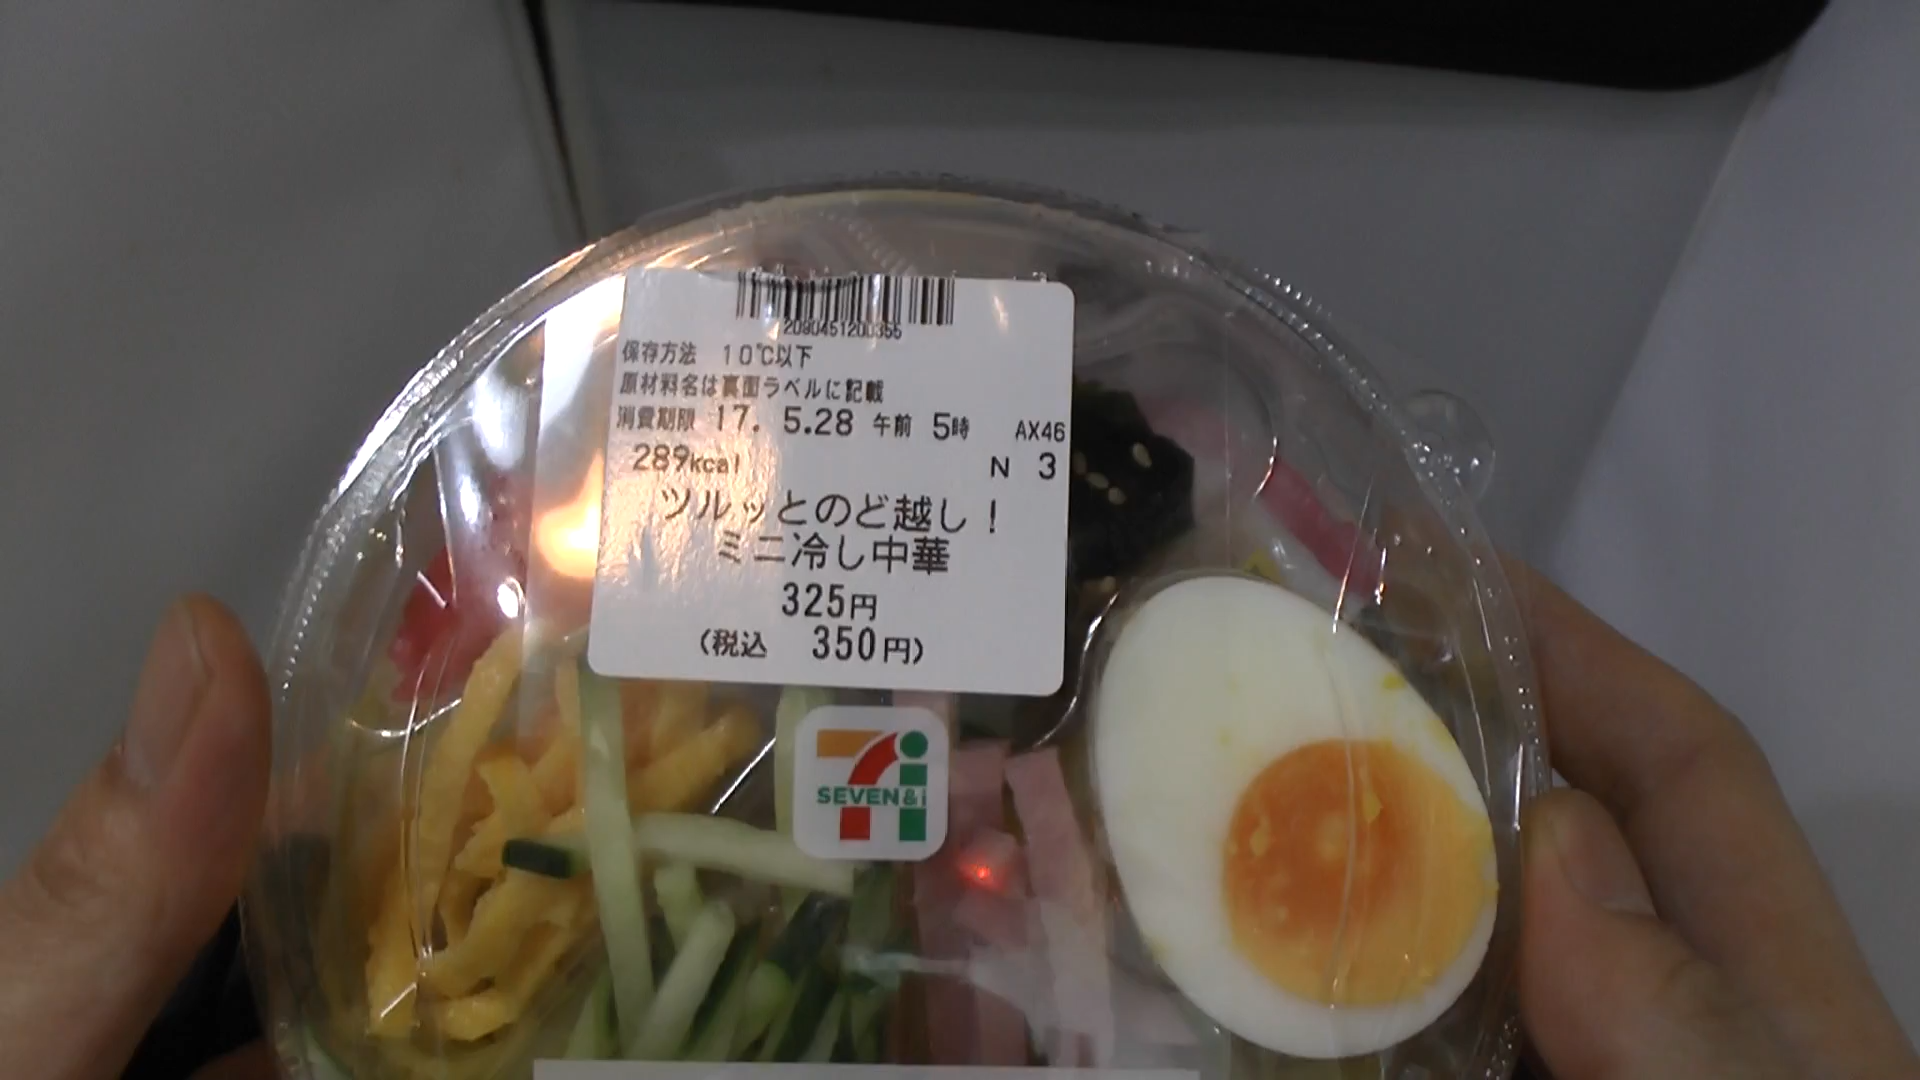 2090451200355
保存方法 10℃以下
原材料名は裏面ラベルに記載
消費期限 17. 5.28 午前 5時 AX46
289kcal N 3
ツルッとのど越し！
ミニ冷し中華
325円
(税込 350円)
SEVEN&i